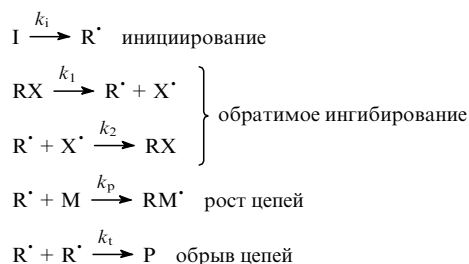 I —kᵢ→ R• инициирование
RX —k₁→ R• + X•
обратимое ингибирование
R• + X• —k₂→ RX
R• + M —kₚ→ RM• рост цепей
R• + R• —kₜ→ P обрыв цепей